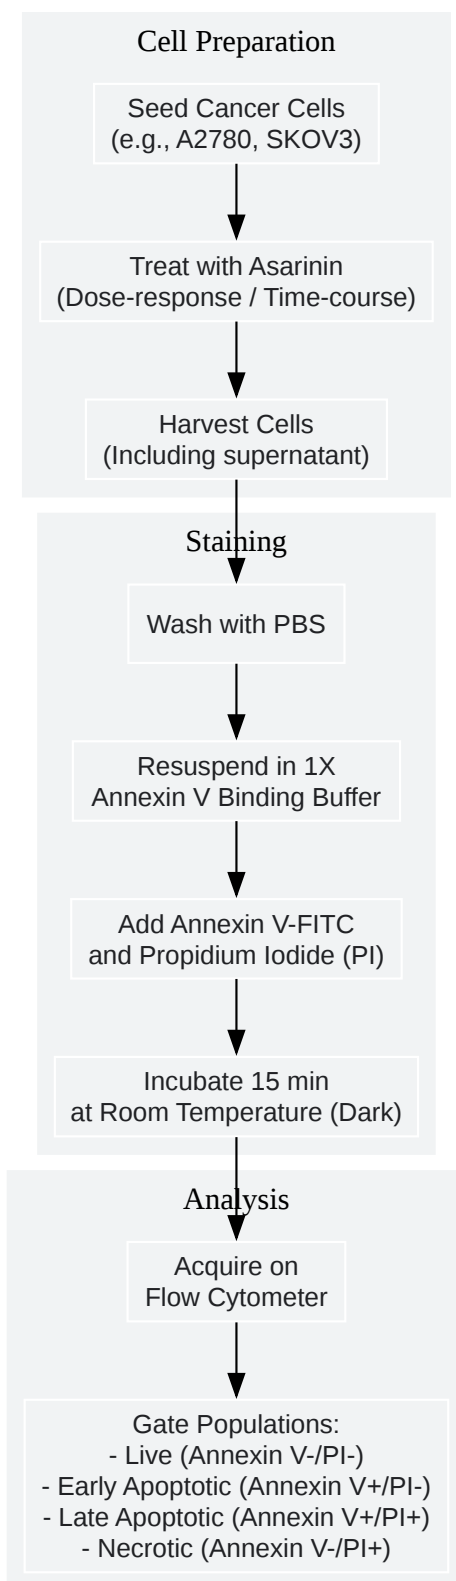 Cell Preparation
Seed Cancer Cells
(e.g., A2780, SKOV3)
Treat with Asarinin
(Dose-response / Time-course)
Harvest Cells
(Including supernatant)
Staining
Wash with PBS
Resuspend in 1X
Annexin V Binding Buffer
Add Annexin V-FITC
and Propidium Iodide (PI)
Incubate 15 min
at Room Temperature (Dark)
Analysis
Acquire on
Flow Cytometer
Gate Populations:
- Live (Annexin V-/PI-)
- Early Apoptotic (Annexin V+/PI-)
- Late Apoptotic (Annexin V+/PI+)
- Necrotic (Annexin V-/PI+)